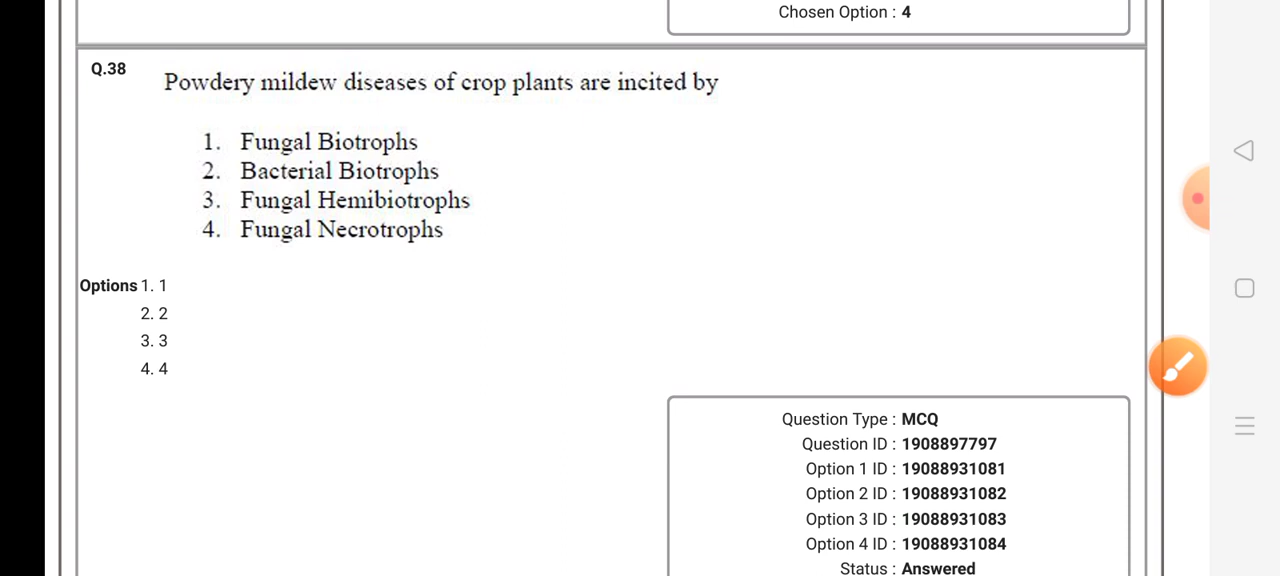 Chosen Option : 4
Q.38
Powdery mildew diseases of crop plants are incited by
1. Fungal Biotrophs
2. Bacterial Biotrophs
3. Fungal Hemibiotrophs
4. Fungal Necrotrophs
Options 1. 1
2. 2
3. 3
4. 4
Question Type : MCQ
Question ID : 1908897797
Option 1 ID : 19088931081
Option 2 ID : 19088931082
Option 3 ID : 19088931083
Option 4 ID : 19088931084
Status : Answered